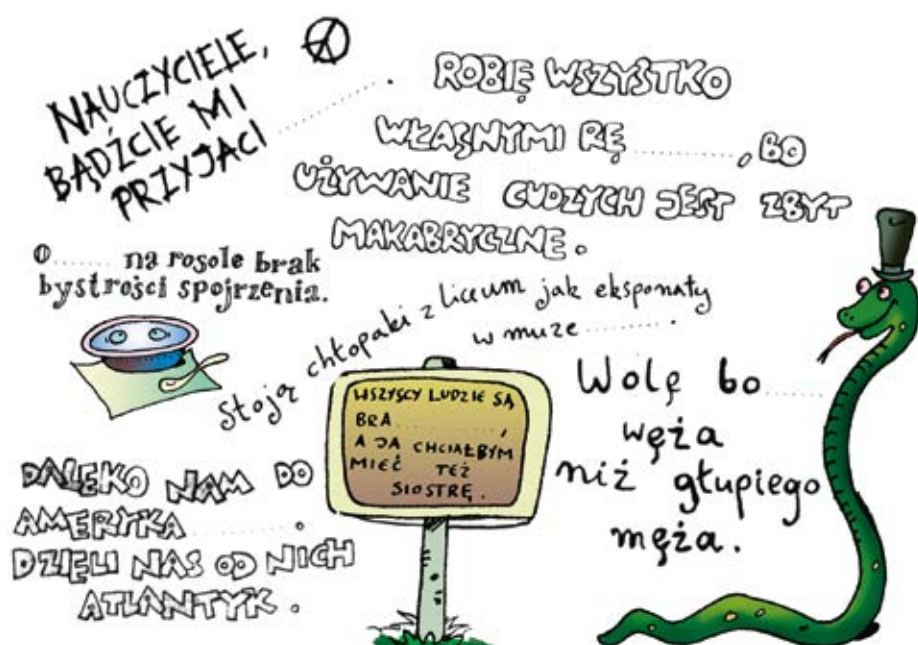 NAUCZYCIELE,
BĄDŹCIE MI
PRZYJACI..........
ROBIĘ WSZYSTKO
WŁASNYMI RĘ.........., BO
UŻYWANIE CUDZYCH JEST ZBYT
MAKABRYCZNE.
O....... na rosole brak
bystrości spojrzenia.
Stoją chłopaki z liceum jak eksponaty
w muze..........
WSZYSCY LUDZIE SĄ
BRA..........,
A JA CHCIAŁBYM
MIEĆ TEŻ
SIOSTRĘ.
Wolę bo.......
węża
niż głupiego
męża.
DALEKO NAM DO
AMERYKA..........
DZIELI NAS OD NICH
ATLANTYK.